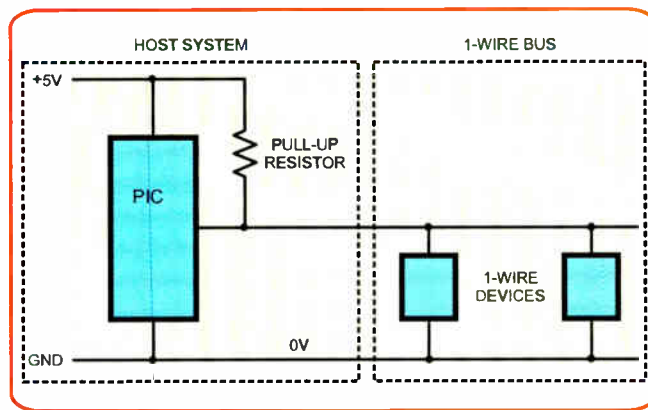 HOST SYSTEM
1-WIRE BUS
+5V
PULL-UP
RESISTOR
PIC
1-WIRE
DEVICES
0V
GND